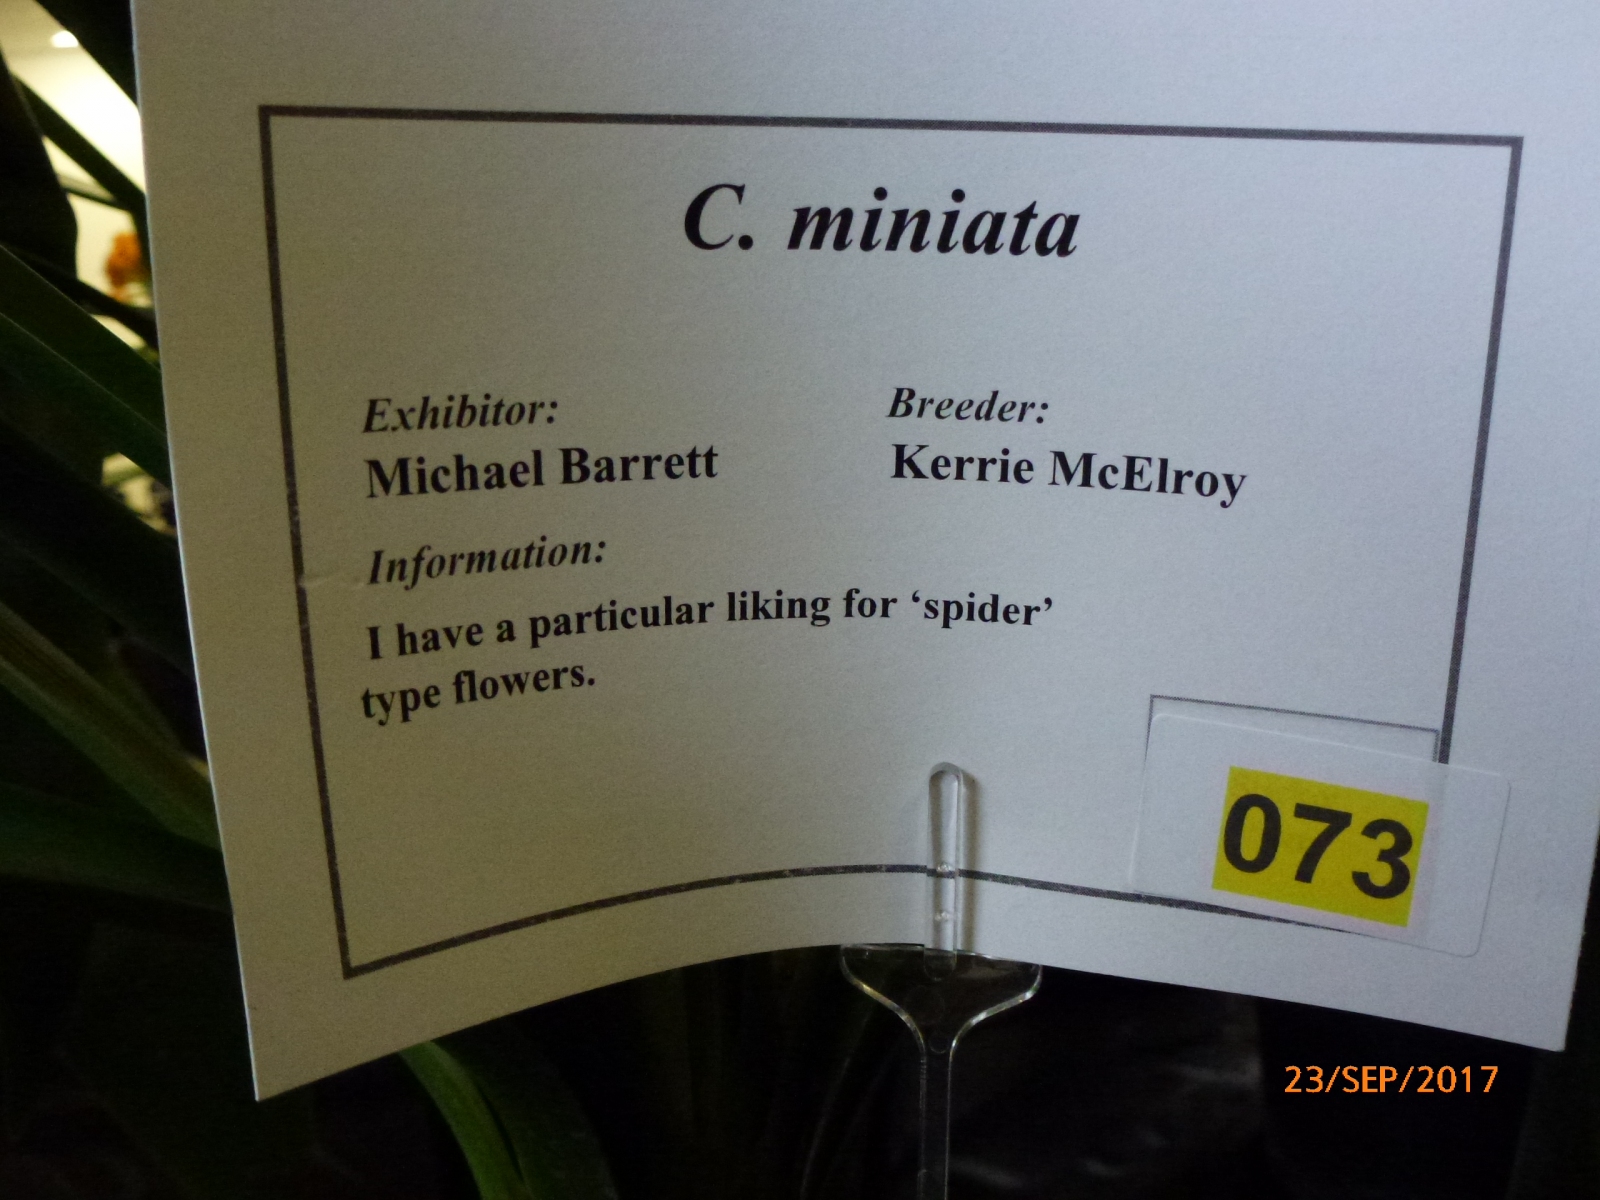 C. miniata
Exhibitor:
Michael Barrett
Breeder:
Kerrie McElroy
Information:
I have a particular liking for ‘spider’
type flowers.
073
23/SEP/2017